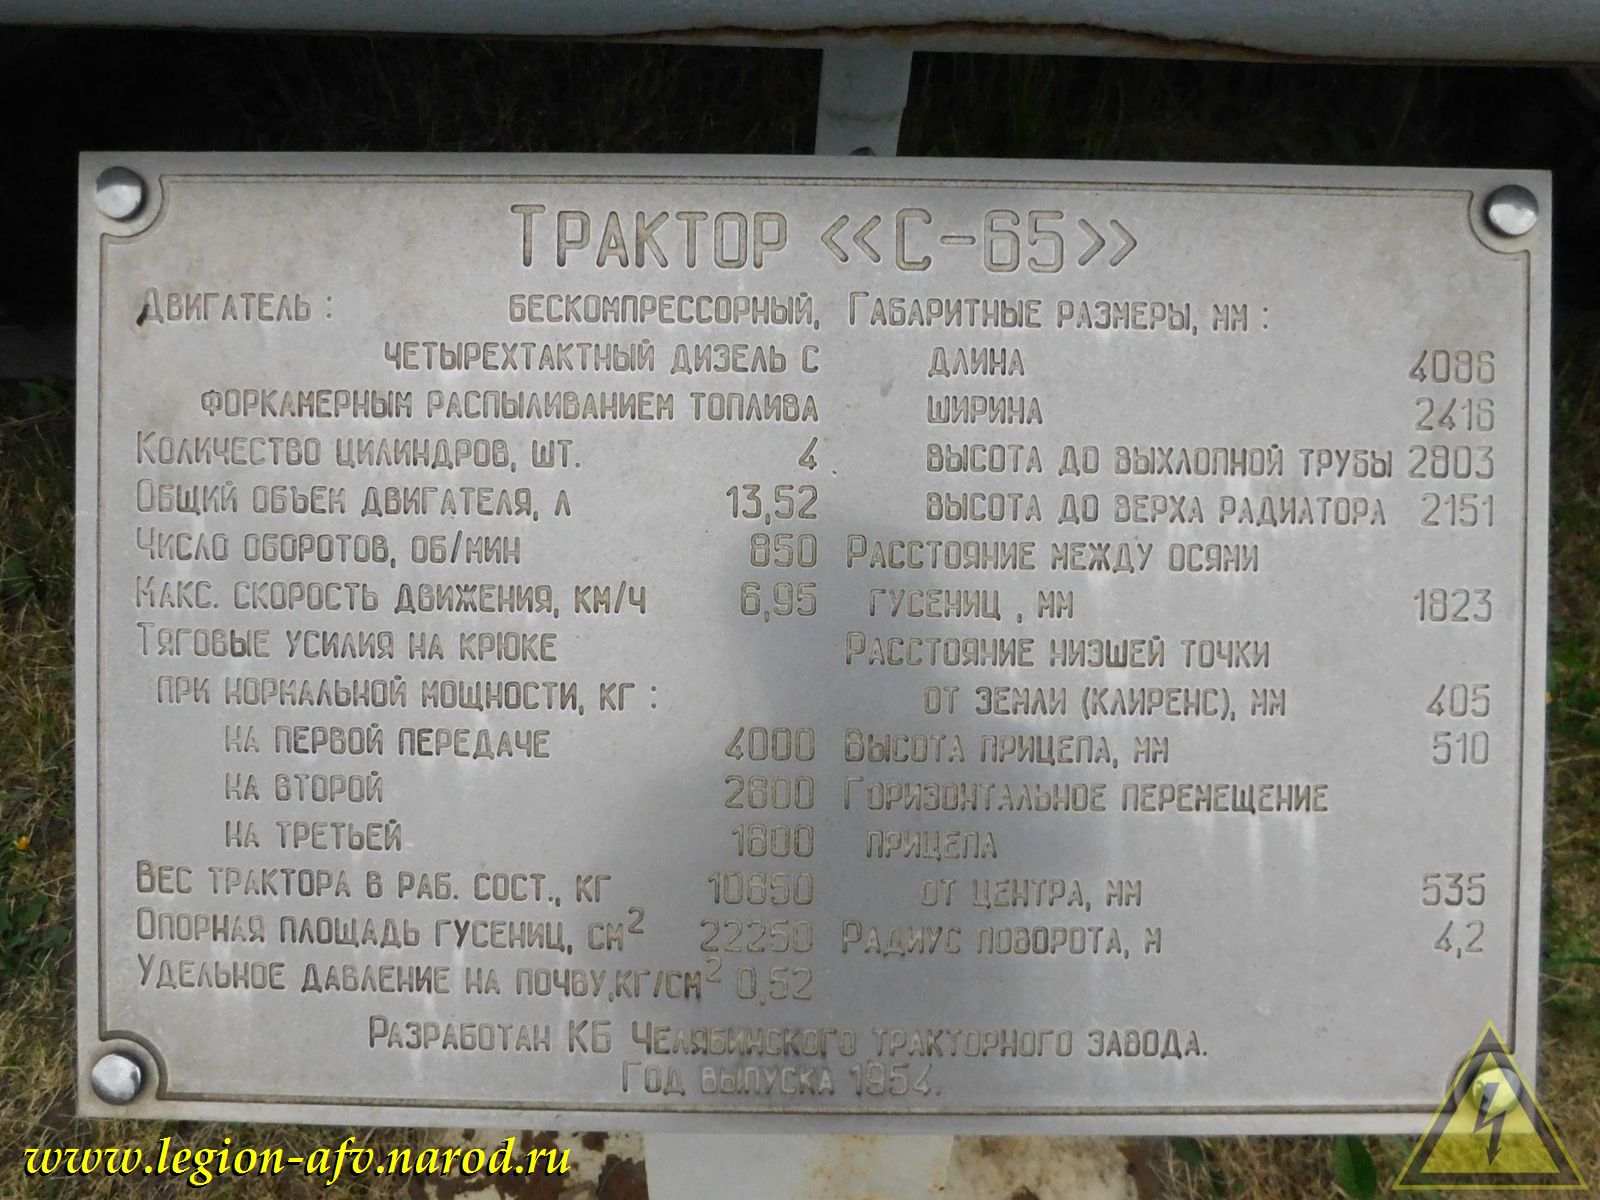 Трактор «С-65»
Двигатель: бескомпрессорный,
четырехтактный дизель с
форкамерным распыливанием топлива
Количество цилиндров, шт. 4
Общий объем двигателя, л 13,52
Число оборотов, об/мин 850
Макс. скорость движения, км/ч 6,95
Тяговые усилия на крюке
при нормальной мощности, кг:
на первой передаче 4000
на второй 2800
на третьей 1800
Вес трактора в раб. сост., кг 10850
Опорная площадь гусениц, см² 22250
Удельное давление на почву, кг/см² 0,52
Габаритные размеры, мм:
длина 4086
ширина 2416
высота до выхлопной трубы 2803
высота до верха радиатора 2151
Расстояние между осями
гусениц, мм 1823
Расстояние низшей точки
от земли (клиренс), мм 405
Высота прицепа, мм 510
Горизонтальное перемещение
прицепа
от центра, мм 535
Радиус поворота, м 4,2
Разработан КБ Челябинского тракторного завода.
Год выпуска 1954.
www.legion-afv.narod.ru